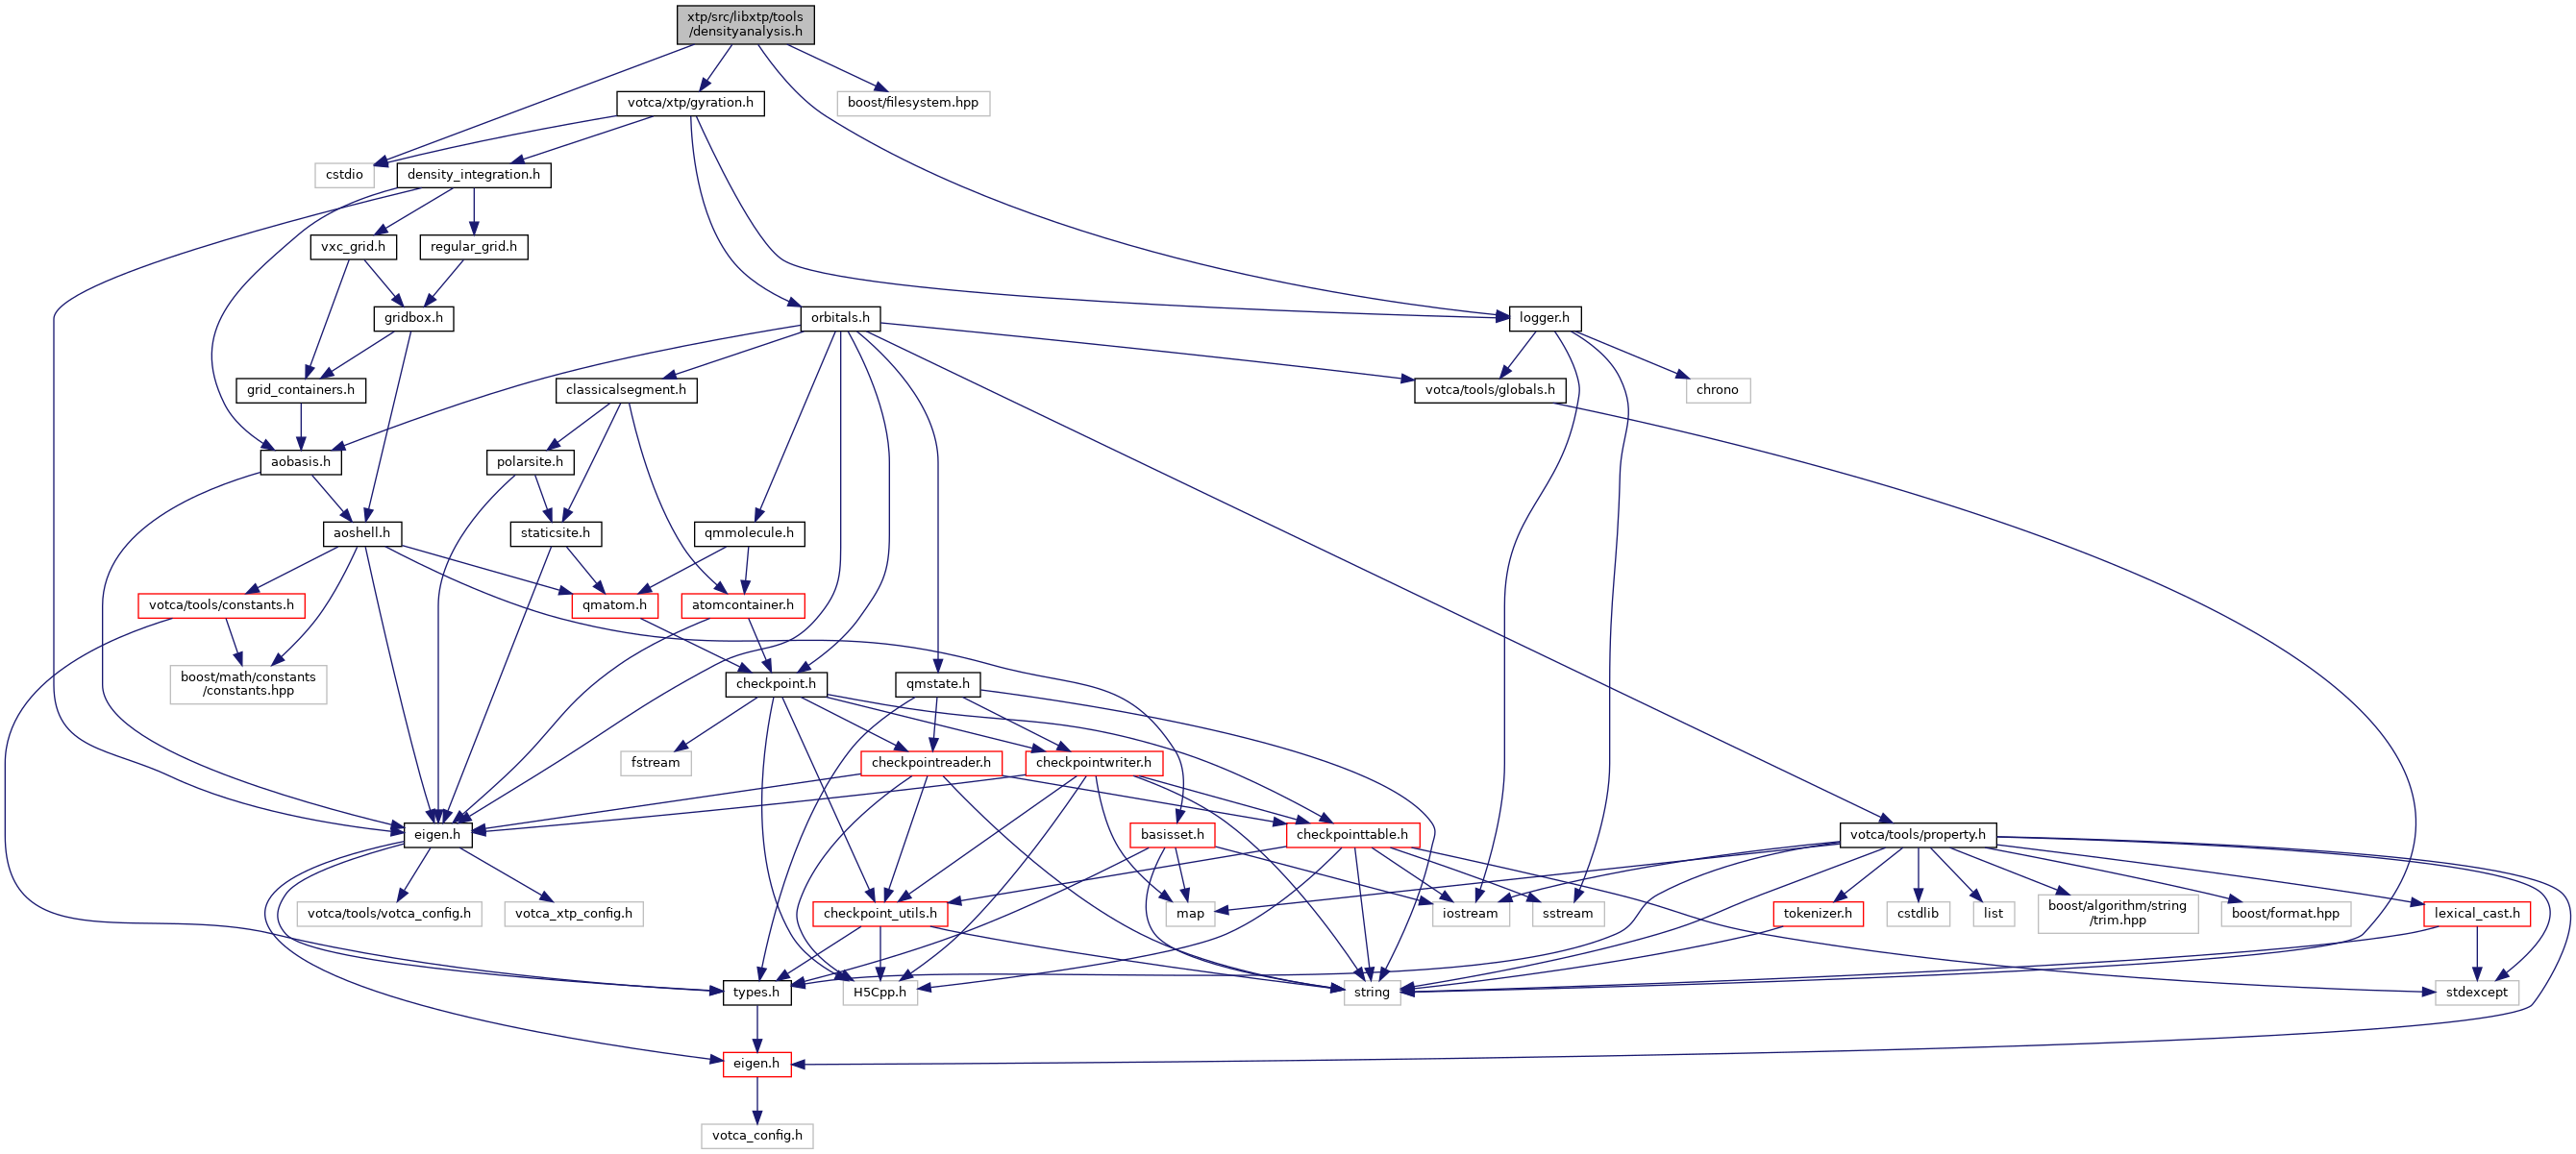 xtp/src/libxtp/tools
/densityanalysis.h
votca/xtp/gyration.h
boost/filesystem.hpp
cstdio
density_integration.h
vxc_grid.h
regular_grid.h
gridbox.h
orbitals.h
logger.h
grid_containers.h
classicalsegment.h
votca/tools/globals.h
chrono
aobasis.h
polarsite.h
aoshell.h
staticsite.h
qmmolecule.h
votca/tools/constants.h
qmatom.h
atomcontainer.h
boost/math/constants
/constants.hpp
checkpoint.h
qmstate.h
fstream
checkpointreader.h
checkpointwriter.h
eigen.h
basisset.h
checkpointtable.h
votca/tools/property.h
votca/tools/votca_config.h
votca_xtp_config.h
checkpoint_utils.h
map
iostream
sstream
tokenizer.h
cstdlib
list
boost/algorithm/string
/trim.hpp
boost/format.hpp
lexical_cast.h
types.h
H5Cpp.h
string
stdexcept
eigen.h
votca_config.h